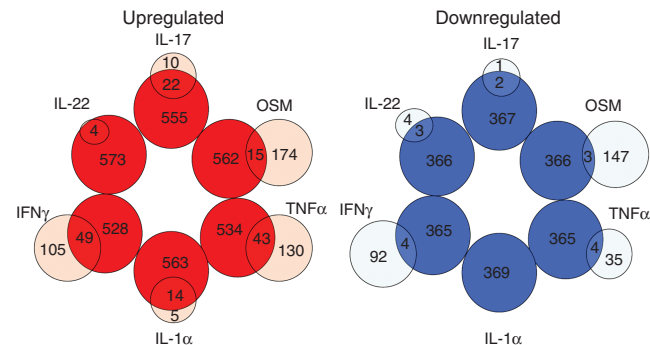 Upregulated
Downregulated
IL-17
10
22
555
IL-22
4
573
OSM
562
15
174
IFNγ
105
49
528
TNFα
534
43
130
563
14
5
IL-1α
IL-17
1
2
367
IL-22
4
3
366
OSM
366
3
147
IFNγ
92
4
365
TNFα
365
4
35
369
IL-1α